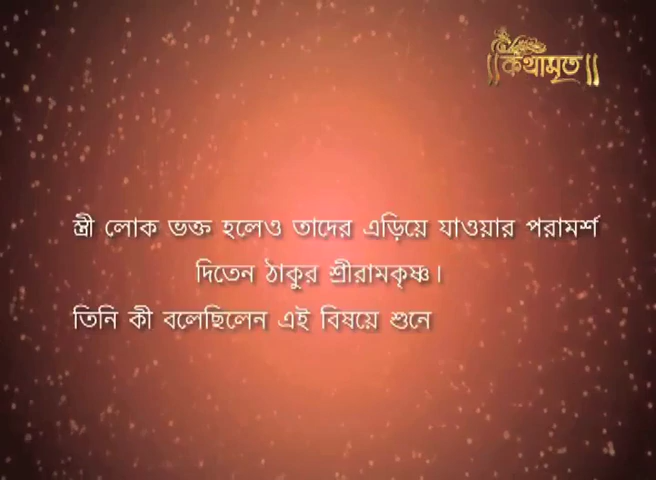 ||কথামৃত||
স্ত্রী লোক ভক্ত হলেও তাদের এড়িয়ে যাওয়ার পরামর্শ
দিতেন ঠাকুর শ্রীরামকৃষ্ণ।
তিনি কী বলেছিলেন এই বিষয়ে শুনে